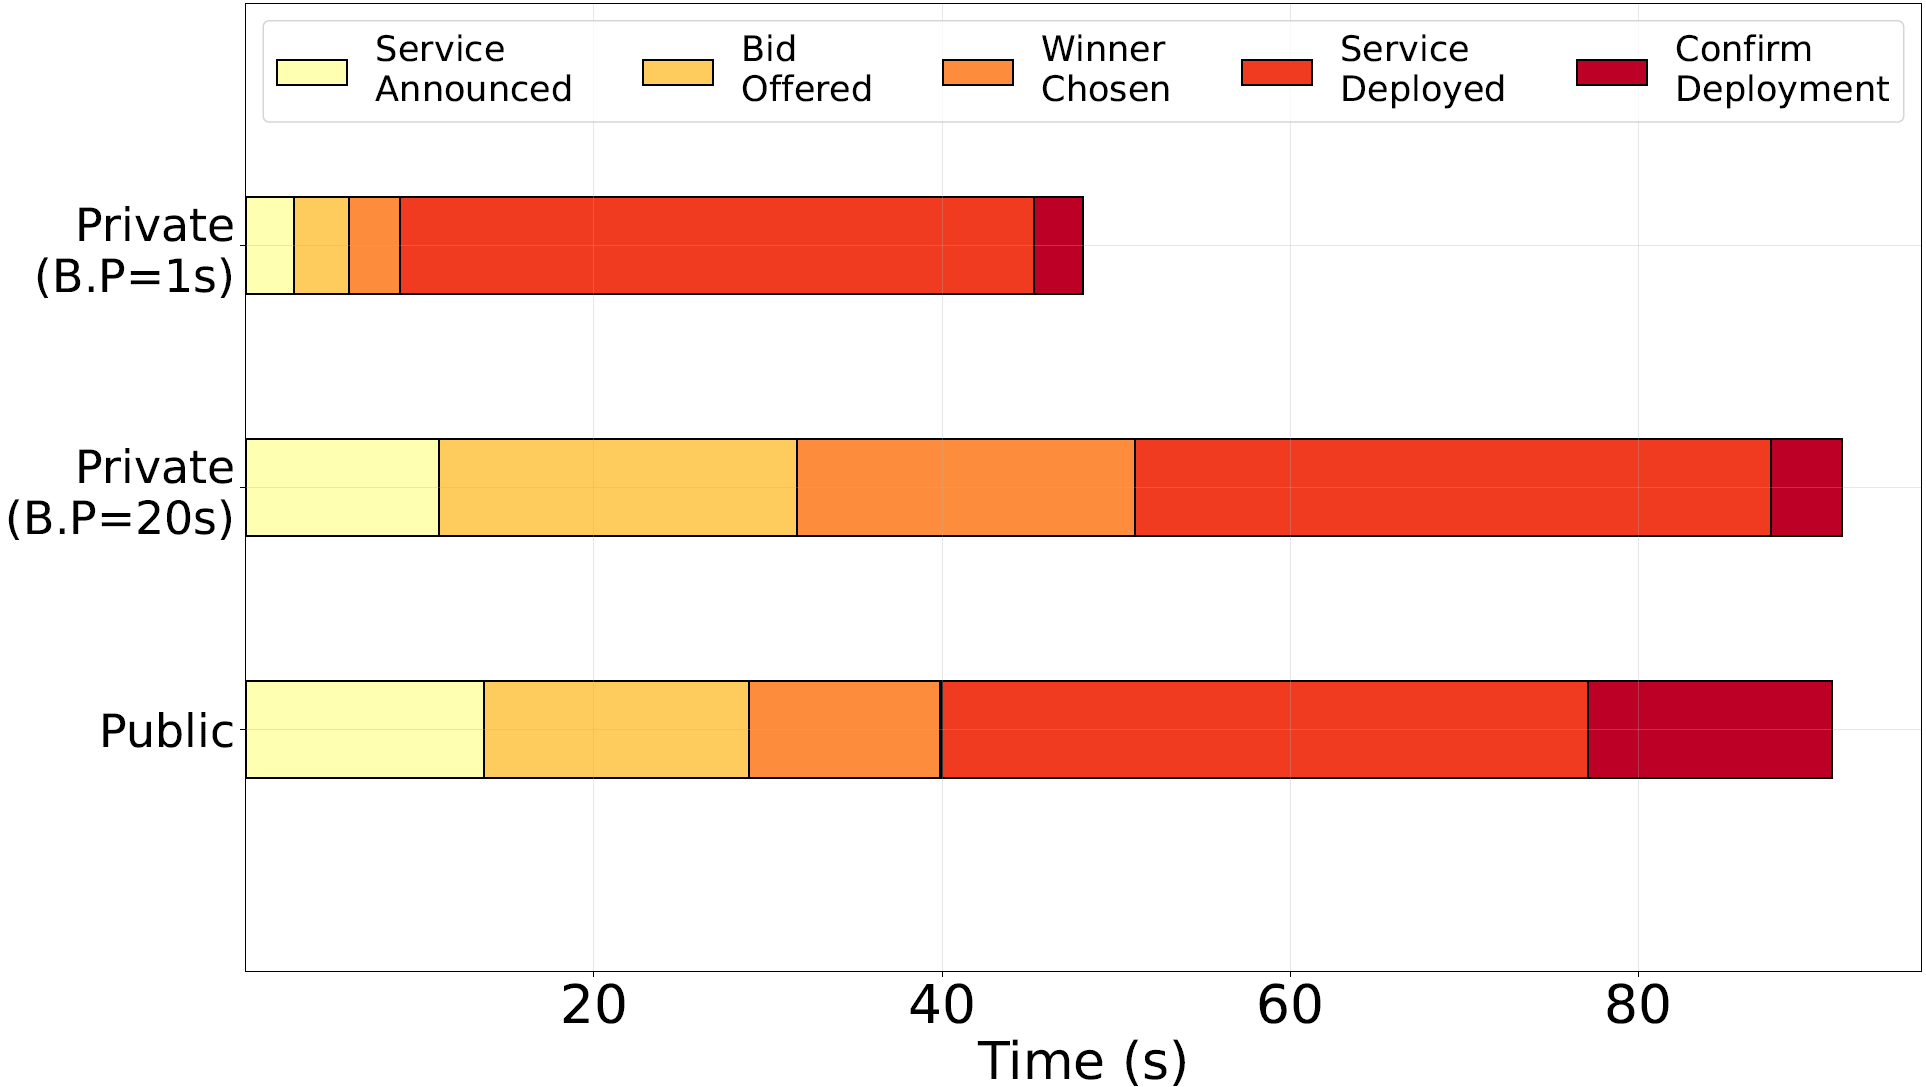 Service
Announced
Bid
Offered
Winner
Chosen
Service
Deployed
Confirm
Deployment
Private
(B.P=1s)
Private
(B.P=20s)
Public
20 40 60 80
Time (s)